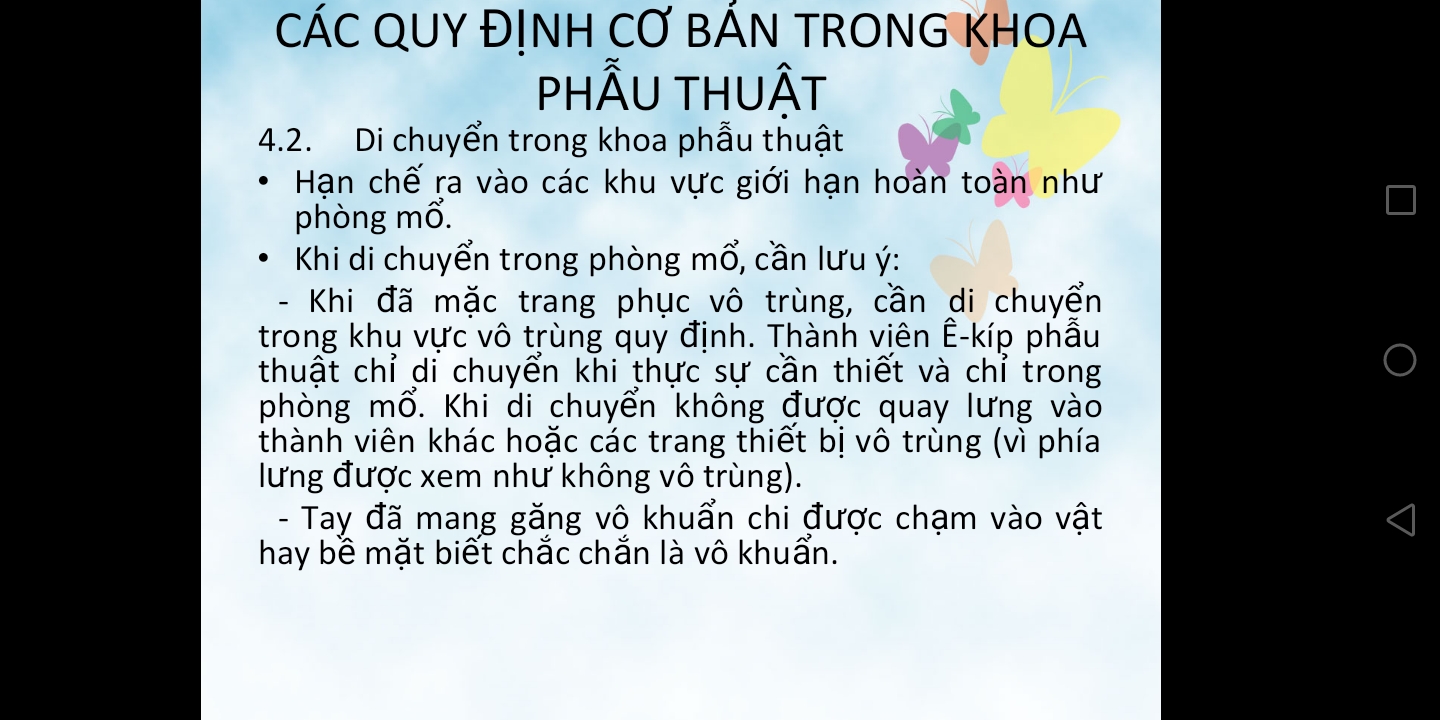 CÁC QUY ĐỊNH CƠ BẢN TRONG KHOA
PHẪU THUẬT
4.2. Di chuyển trong khoa phẫu thuật
• Hạn chế ra vào các khu vực giới hạn hoàn toàn như
phòng mổ.
• Khi di chuyển trong phòng mổ, cần lưu ý:
- Khi đã mặc trang phục vô trùng, cần di chuyển
trong khu vực vô trùng quy định. Thành viên Ê-kíp phẫu
thuật chỉ di chuyển khi thực sự cần thiết và chỉ trong
phòng mổ. Khi di chuyển không được quay lưng vào
thành viên khác hoặc các trang thiết bị vô trùng (vì phía
lưng được xem như không vô trùng).
- Tay đã mang găng vô khuẩn chi được chạm vào vật
hay bề mặt biết chắc chắn là vô khuẩn.